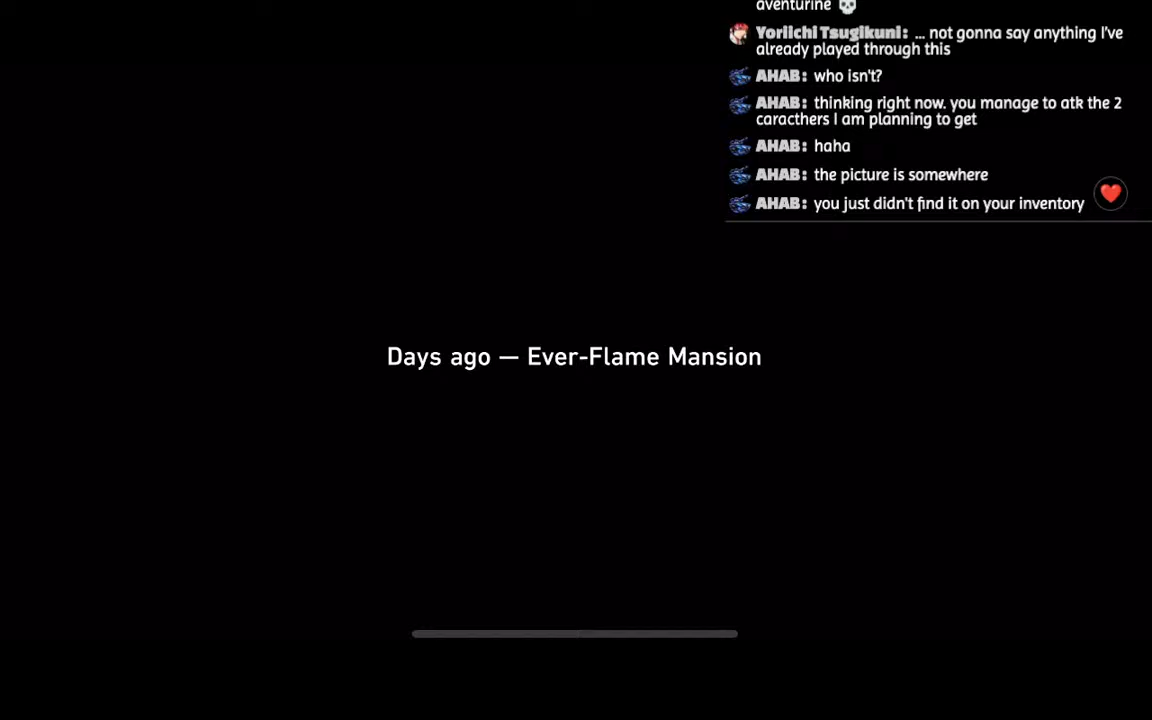 aventurine 💀
Yoriichi Tsugikuni: ... not gonna say anything I've
already played through this
AHAB: who isn't?
AHAB: thinking right now. you manage to atk the 2
caracthers I am planning to get
AHAB: haha
AHAB: the picture is somewhere
AHAB: you just didn't find it on your inventory
Days ago — Ever-Flame Mansion